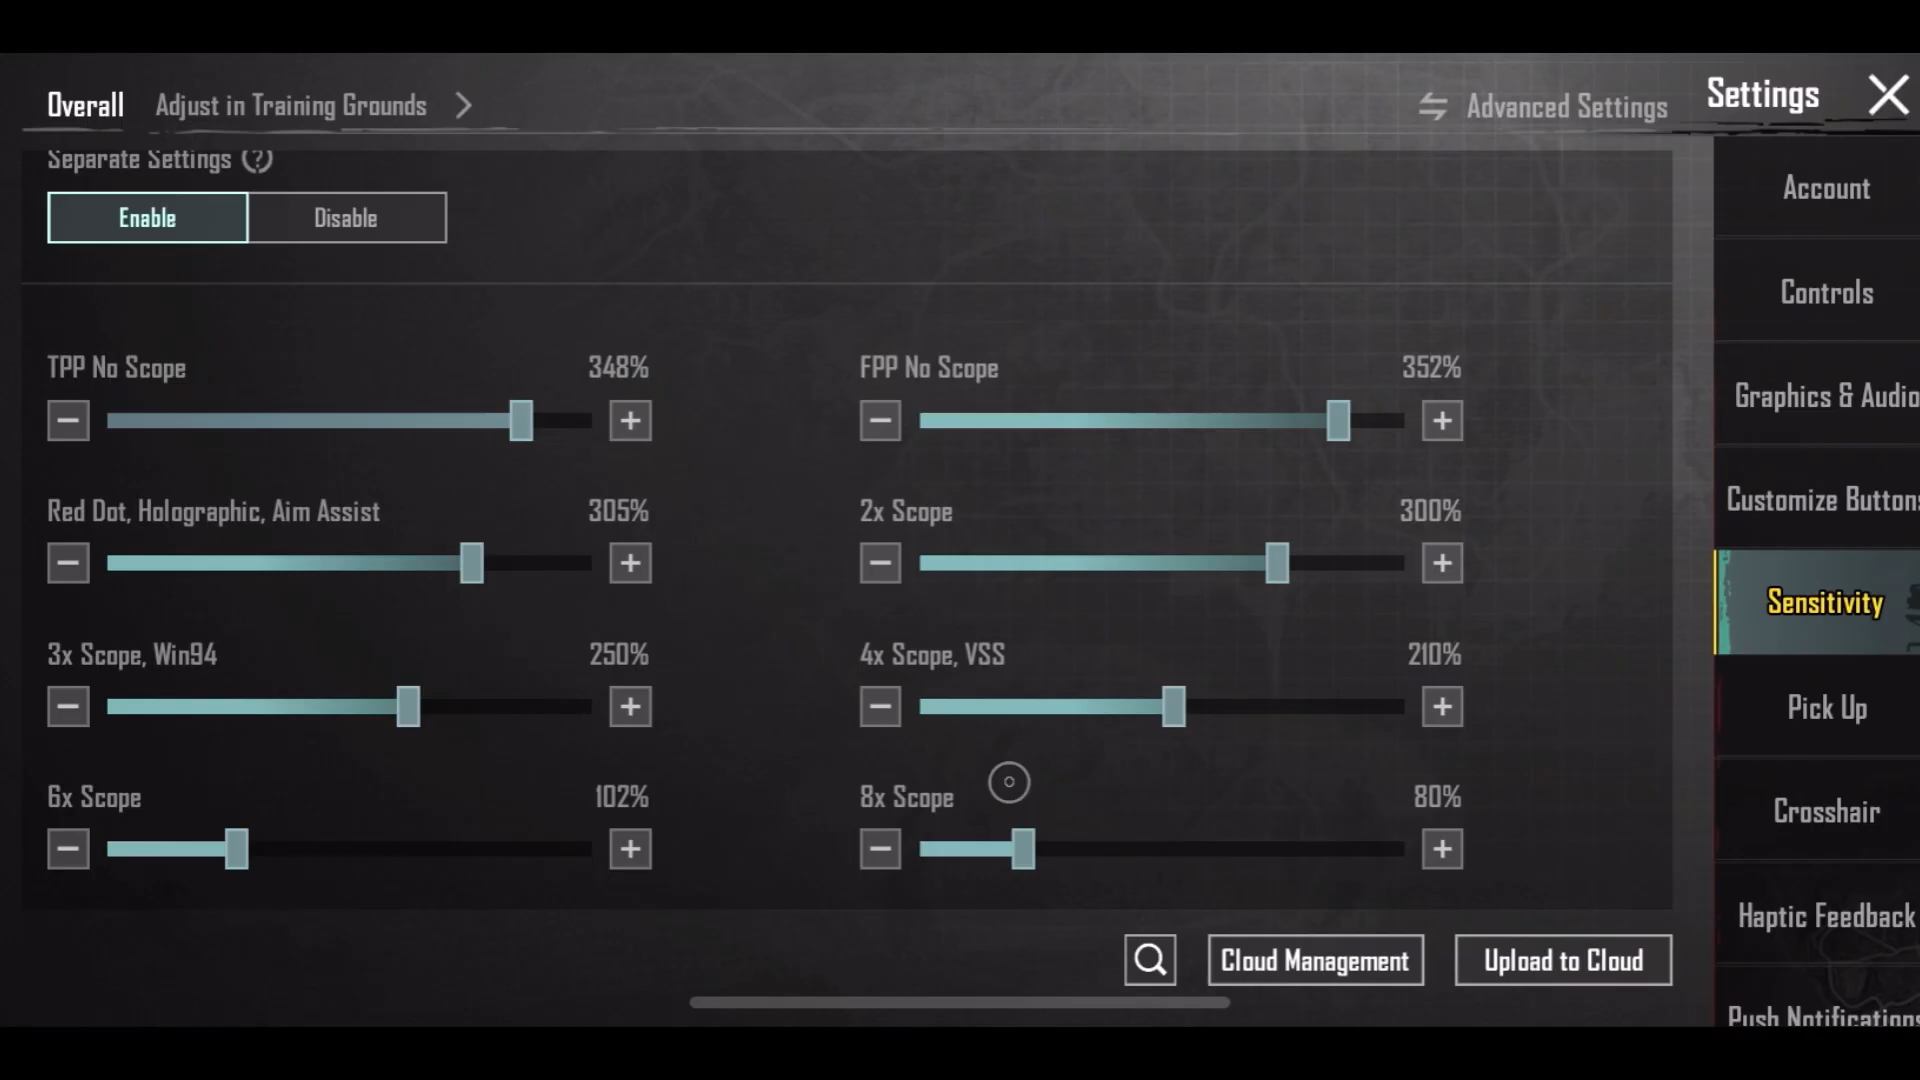 Overall
Adjust in Training Grounds
Advanced Settings
Settings
Separate Settings (?)
Enable
Disable
TPP No Scope
348%
FPP No Scope
352%
Red Dot, Holographic, Aim Assist
305%
2x Scope
300%
3x Scope, Win94
250%
4x Scope, VSS
210%
6x Scope
102%
8x Scope
80%
Cloud Management
Upload to Cloud
Account
Controls
Graphics & Audio
Customize Buttons
Sensitivity
Pick Up
Crosshair
Haptic Feedback
Push Notifications